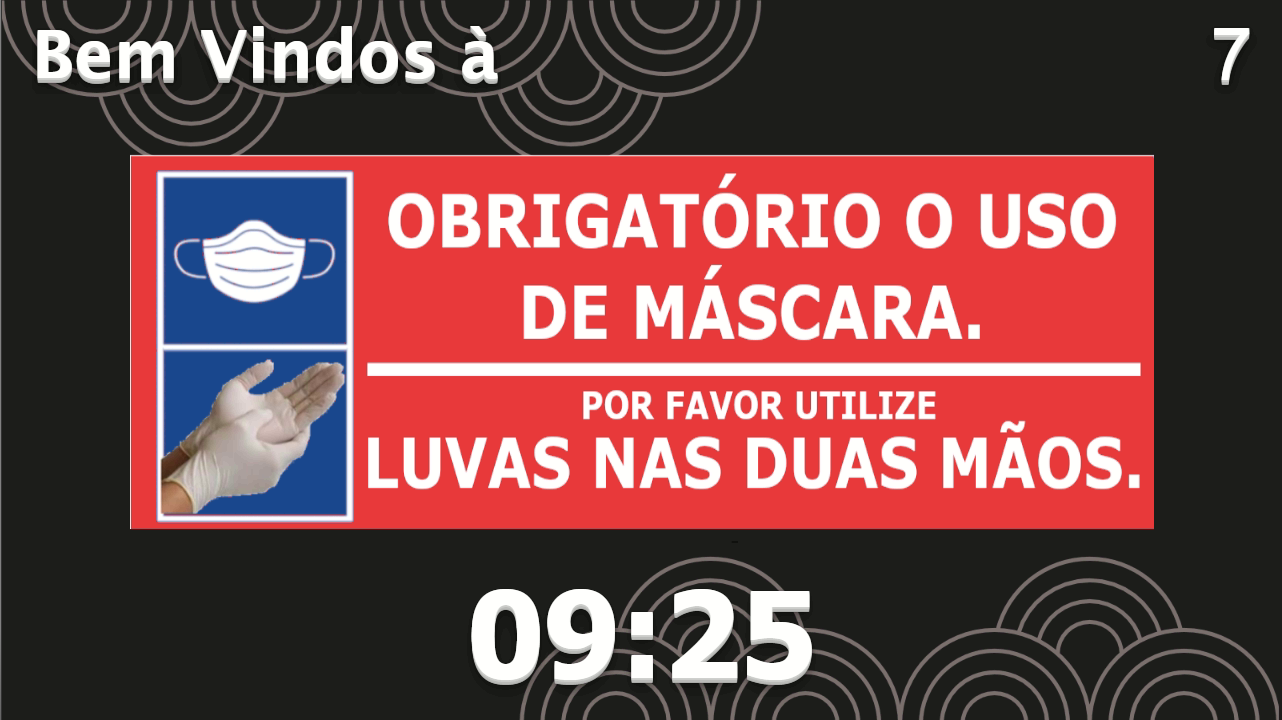 Bem Vindos à
7
OBRIGATÓRIO O USO
DE MÁSCARA.
POR FAVOR UTILIZE
LUVAS NAS DUAS MÃOS.
09:25